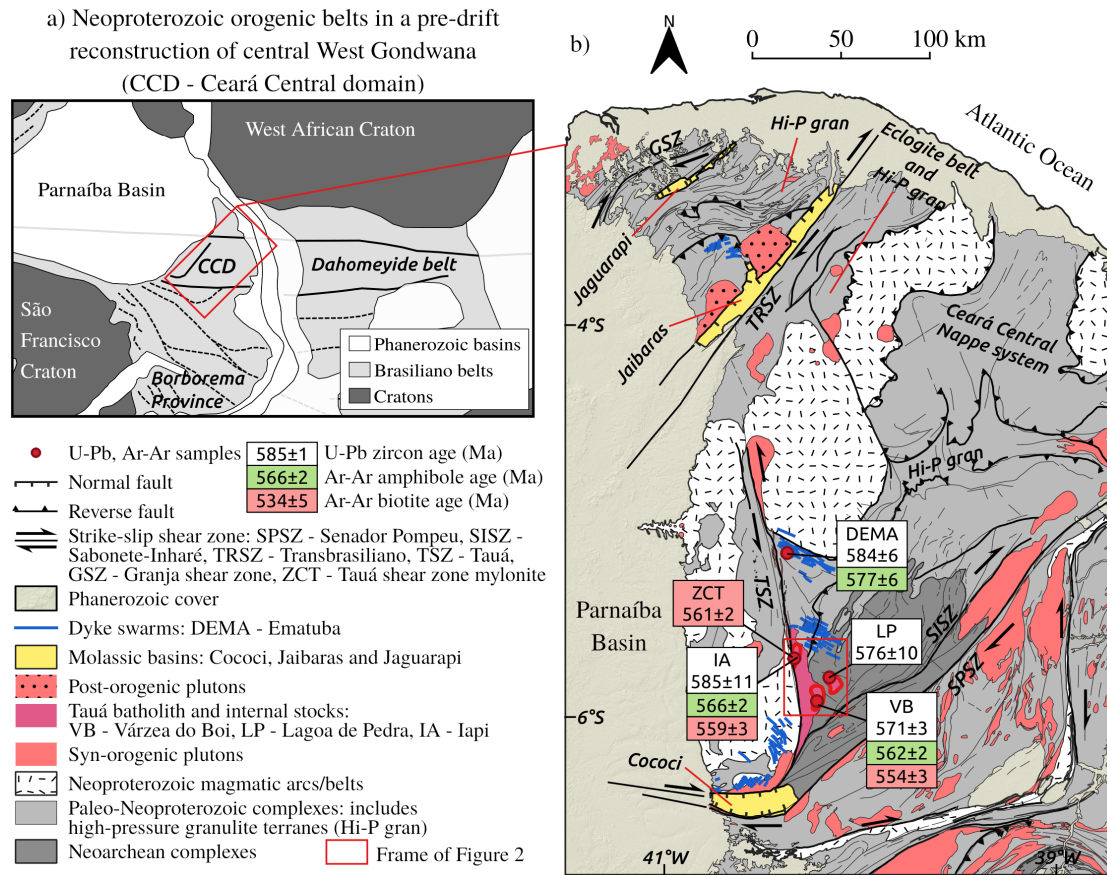 a) Neoproterozoic orogenic belts in a pre-drift
reconstruction of central West Gondwana
(CCD - Ceará Central domain)
West African Craton
Parnaíba Basin
CCD
Dahomeyide belt
São
Francisco
Craton
Borborema
Province
Phanerozoic basins
Brasiliano belts
Cratons
U-Pb, Ar-Ar samples
585±1 U-Pb zircon age (Ma)
566±2 Ar-Ar amphibole age (Ma)
534±5 Ar-Ar biotite age (Ma)
Normal fault
Reverse fault
Strike-slip shear zone: SPSZ - Senador Pompeu, SISZ -
Sabonete-Inharé, TRSZ - Transbrasiliano, TSZ - Tauá,
GSZ - Granja shear zone, ZCT - Tauá shear zone mylonite
Phanerozoic cover
Dyke swarms: DEMA - Ematuba
Molassic basins: Cococi, Jaibaras and Jaguarapi
Post-orogenic plutons
Tauá batholith and internal stocks:
VB - Várzea do Boi, LP - Lagoa de Pedra, IA - Iapi
Syn-orogenic plutons
Neoproterozoic magmatic arcs/belts
Paleo-Neoproterozoic complexes: includes
high-pressure granulite terranes (Hi-P gran)
Neoarchean complexes
Frame of Figure 2
b)
N
0 50 100 km
Atlantic Ocean
GSZ
Hi-P gran
Eclogite belt
and
Hi-P gran
Jaguarapi
Jaibaras
TRSZ
4°S
Ceará Central
Nappe system
Hi-P gran
DEMA
584±6
577±6
TSZ
ZCT
561±2
Parnaíba
Basin
SISZ
LP
576±10
IA
585±11
566±2
559±3
SPSZ
VB
571±3
562±2
554±3
6°S
Cococi
41°W
39°W